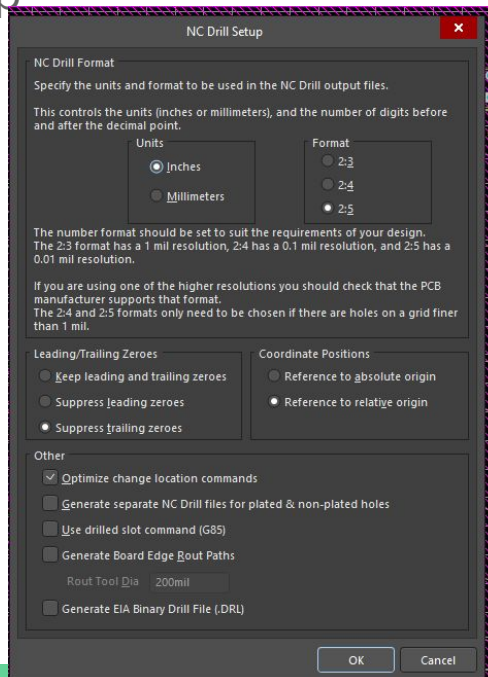 NC Drill Setup
NC Drill Format
Specify the units and format to be used in the NC Drill output files.
This controls the units (inches or millimeters), and the number of digits before
and after the decimal point.
Units
Inches
Millimeters
Format
2:3
2:4
2:5
The number format should be set to suit the requirements of your design.
The 2:3 format has a 1 mil resolution, 2:4 has a 0.1 mil resolution, and 2:5 has a
0.01 mil resolution.
If you are using one of the higher resolutions you should check that the PCB
manufacturer supports that format.
The 2:4 and 2:5 formats only need to be chosen if there are holes on a grid finer
than 1 mil.
Leading/Trailing Zeroes
Keep leading and trailing zeroes
Suppress leading zeroes
Suppress trailing zeroes
Coordinate Positions
Reference to absolute origin
Reference to relative origin
Other
Optimize change location commands
Generate separate NC Drill files for plated & non-plated holes
Use drilled slot command (G85)
Generate Board Edge Rout Paths
Rout Tool Dia 200mil
Generate EIA Binary Drill File (.DRL)
OK Cancel